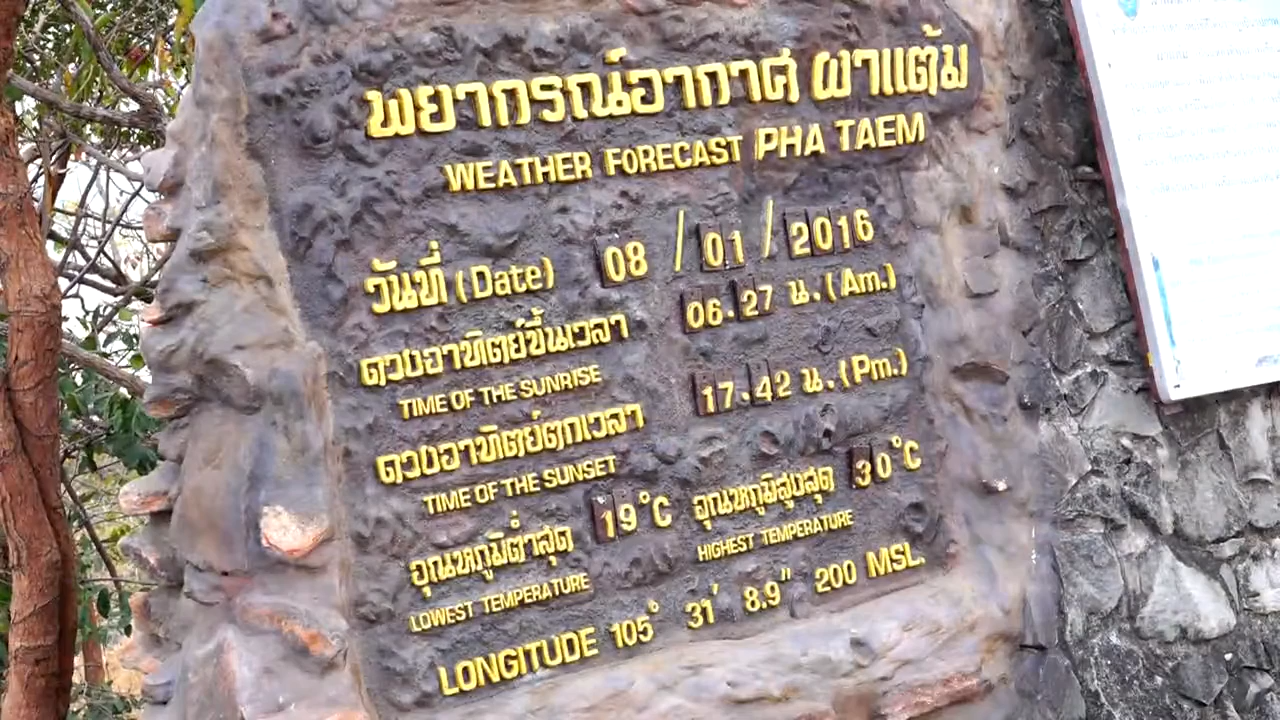 พยากรณ์อากาศ ผาแต้ม
WEATHER FORECAST PHA TAEM
วันที่ (Date) 08 / 01 / 2016
ดวงอาทิตย์ขึ้นเวลา 06.27 น. (Am.)
TIME OF THE SUNRISE
ดวงอาทิตย์ตกเวลา 17.42 น. (Pm.)
TIME OF THE SUNSET
อุณหภูมิต่ำสุด 19°C อุณหภูมิสูงสุด 30°C
LOWEST TEMPERATURE HIGHEST TEMPERATURE
LONGITUDE 105° 31' 8.9" 200 MSL.